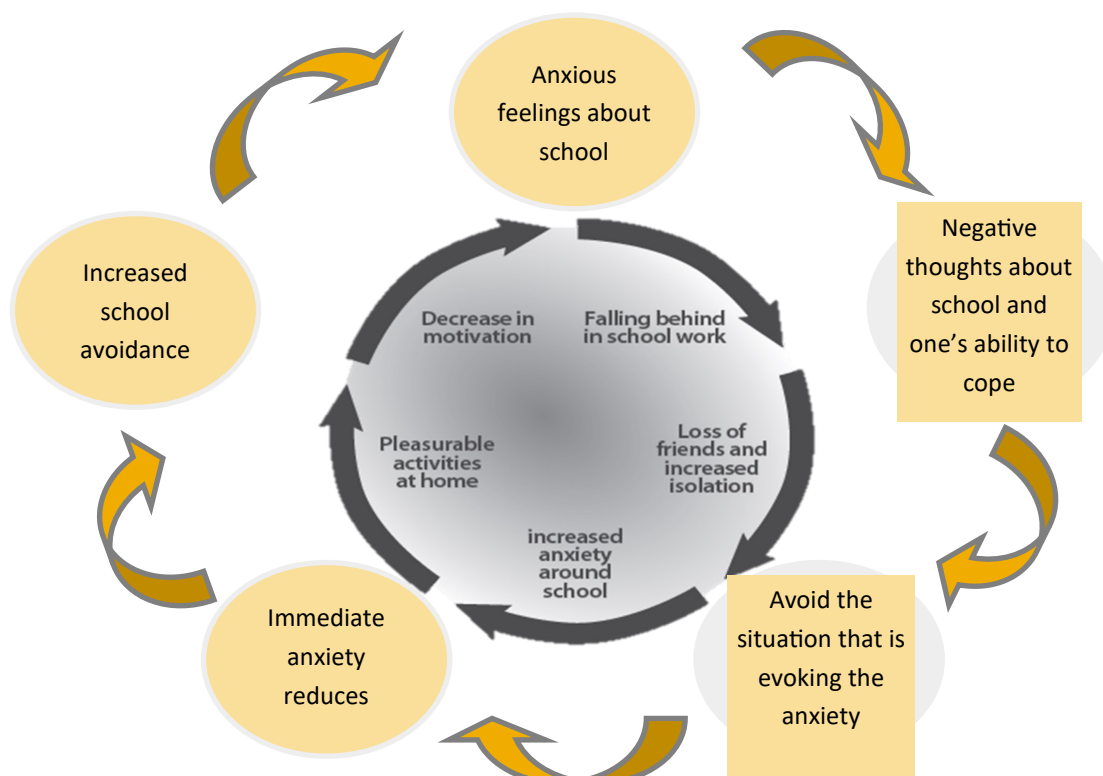 Anxious
feelings about
school
Negative
thoughts about
school and
one’s ability to
cope
Avoid the
situation that is
evoking the
anxiety
Immediate
anxiety
reduces
Increased
school
avoidance
Falling behind
in school work
Loss of
friends and
increased
isolation
increased
anxiety
around
school
Pleasurable
activities
at home
Decrease in
motivation